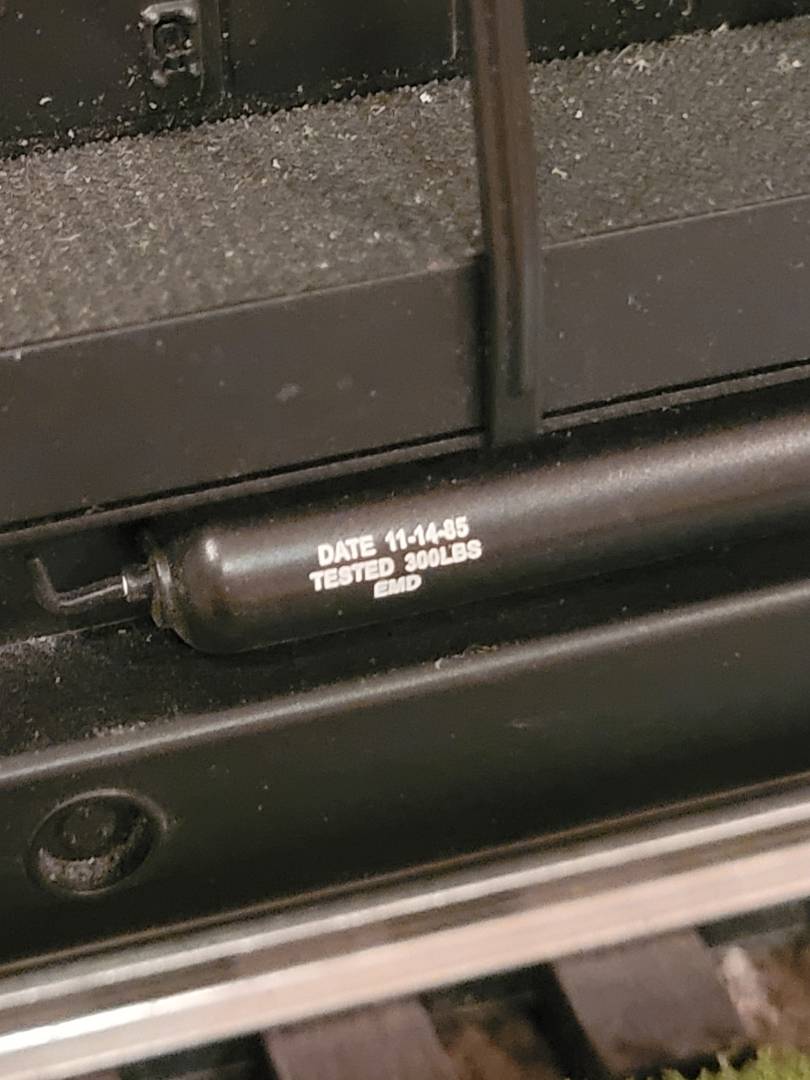 DATE 11-14-85
TESTED 300LBS
EMD